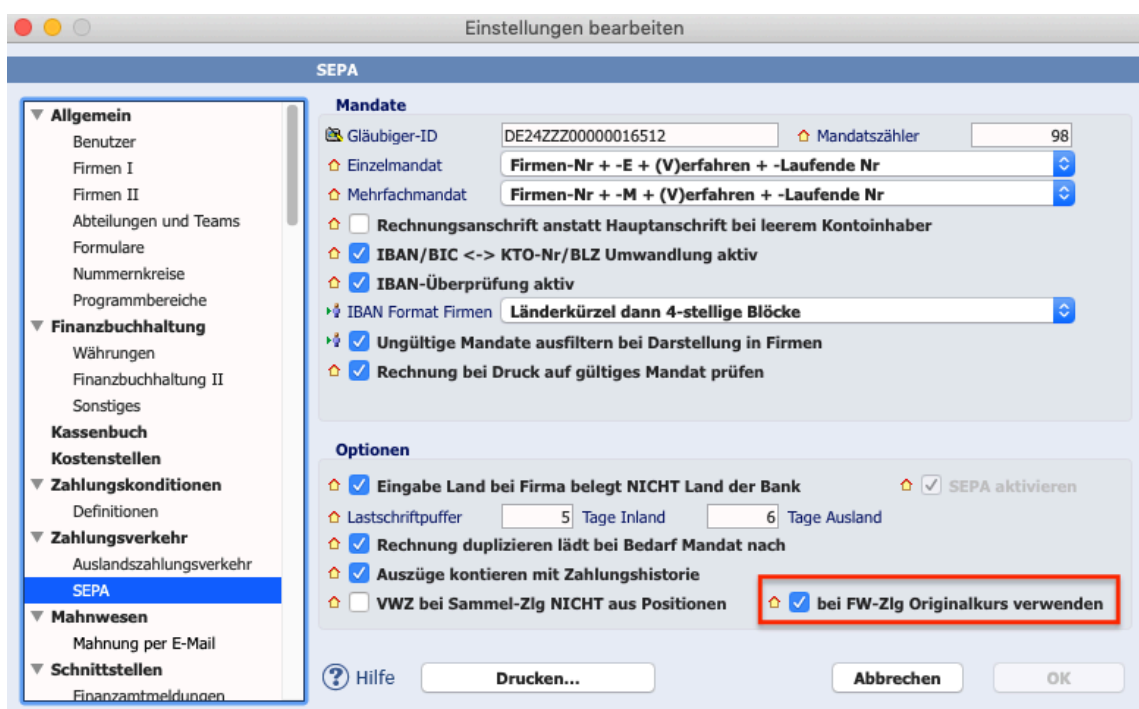 Einstellungen bearbeiten
SEPA
Allgemein
Benutzer
Firmen I
Firmen II
Abteilungen und Teams
Formulare
Nummernkreise
Programmbereiche
Finanzbuchhaltung
Währungen
Finanzbuchhaltung II
Sonstiges
Kassenbuch
Kostenstellen
Zahlungskonditionen
Definitionen
Zahlungsverkehr
Auslandszahlungsverkehr
SEPA
Mahnwesen
Mahnung per E-Mail
Schnittstellen
Finanzamtmeldungen
Mandate
Gläubiger-ID DE24ZZZ00000016512 Mandatszähler 98
Einzelmandat Firmen-Nr + -E + (V)erfahren + -Laufende Nr
Mehrfachmandat Firmen-Nr + -M + (V)erfahren + -Laufende Nr
Rechnungsanschrift anstatt Hauptanschrift bei leerem Kontoinhaber
IBAN/BIC <-> KTO-Nr/BLZ Umwandlung aktiv
IBAN-Überprüfung aktiv
IBAN Format Firmen Länderkürzel dann 4-stellige Blöcke
Ungültige Mandate ausfiltern bei Darstellung in Firmen
Rechnung bei Druck auf gültiges Mandat prüfen
Optionen
Eingabe Land bei Firma belegt NICHT Land der Bank SEPA aktivieren
Lastschriftpuffer 5 Tage Inland 6 Tage Ausland
Rechnung duplizieren lädt bei Bedarf Mandat nach
Auszüge kontieren mit Zahlungshistorie
VWZ bei Sammel-Zlg NICHT aus Positionen bei FW-Zlg Originalkurs verwenden
? Hilfe Drucken... Abbrechen OK